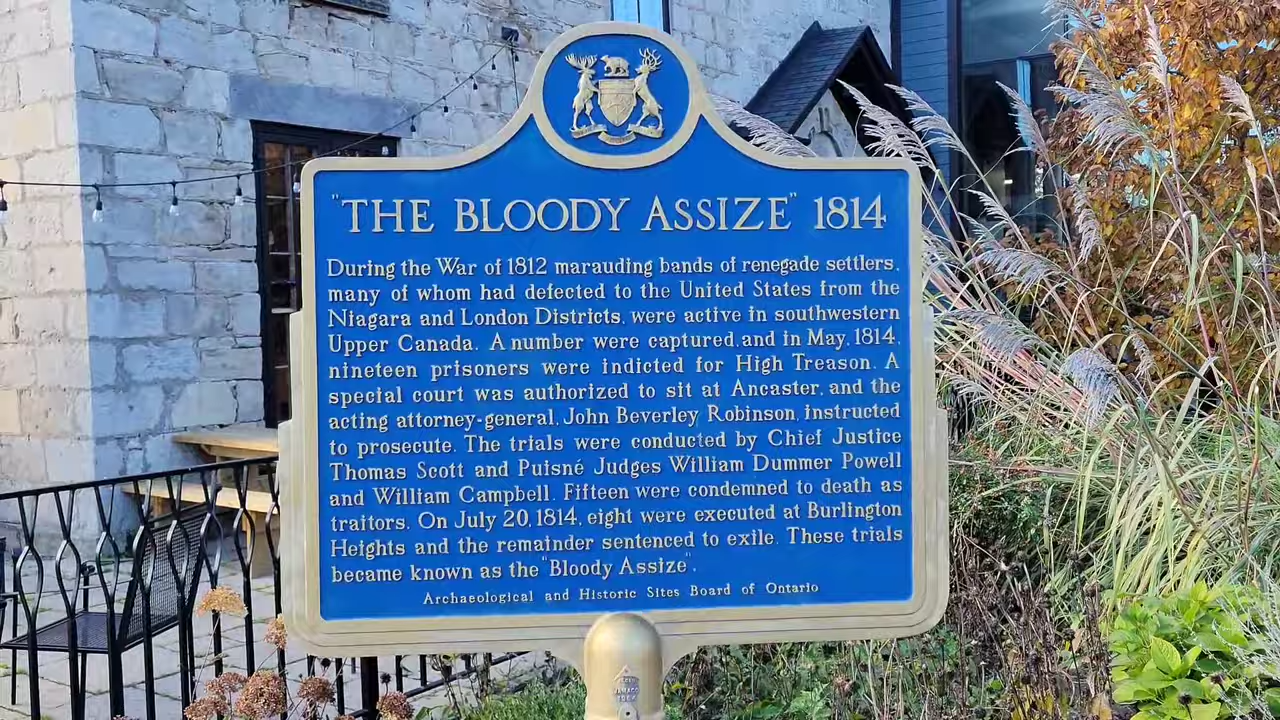 "THE BLOODY ASSIZE" 1814
During the War of 1812 marauding bands of renegade settlers,
many of whom had defected to the United States from the
Niagara and London Districts, were active in southwestern
Upper Canada. A number were captured, and in May, 1814,
nineteen prisoners were indicted for High Treason. A
special court was authorized to sit at Ancaster, and the
acting attorney-general, John Beverley Robinson, instructed
to prosecute. The trials were conducted by Chief Justice
Thomas Scott and Puisné Judges William Dummer Powell
and William Campbell. Fifteen were condemned to death as
traitors. On July 20, 1814, eight were executed at Burlington
Heights and the remainder sentenced to exile. These trials
became known as the "Bloody Assize".
Archaeological and Historic Sites Board of Ontario